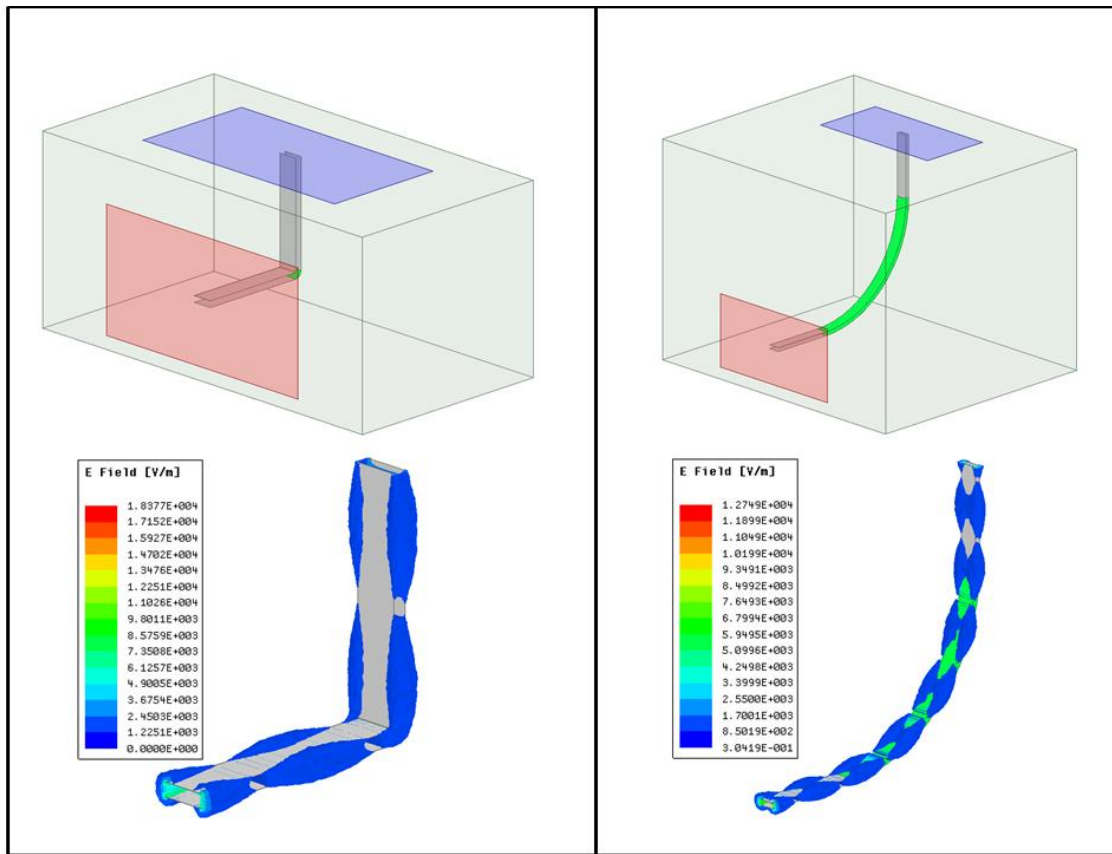 E Field [V/m]
1.8377E+004
1.7152E+004
1.5927E+004
1.4702E+004
1.3476E+004
1.2251E+004
1.1026E+004
9.8011E+003
8.5759E+003
7.3508E+003
6.1257E+003
4.9005E+003
3.6754E+003
2.4503E+003
1.2251E+003
0.0000E+000
E Field [V/m]
1.2749E+004
1.1899E+004
1.1049E+004
1.0199E+004
9.3491E+003
8.4992E+003
7.6493E+003
6.7994E+003
5.9495E+003
5.0996E+003
4.2498E+003
3.3999E+003
2.5500E+003
1.7001E+003
8.5019E+002
3.0419E-001